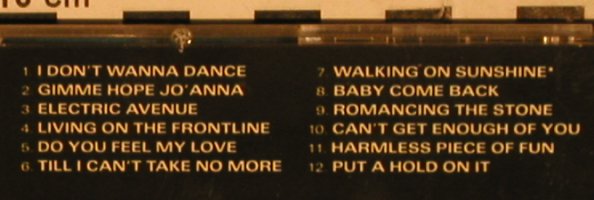 10 cm
1 I DON'T WANNA DANCE
2 GIMME HOPE JO'ANNA
3 ELECTRIC AVENUE
4. LIVING ON THE FRONTLINE
5. DO YOU FEEL MY LOVE
6. TILL I CAN'T TAKE NO MORE
7. WALKING ON SUNSHINE*
8 BABY COME BACK
9. ROMANCING THE STONE
10. CAN'T GET ENOUGH OF YOU
11. HARMLESS PIECE OF FUN
12 PUT A HOLD ON IT